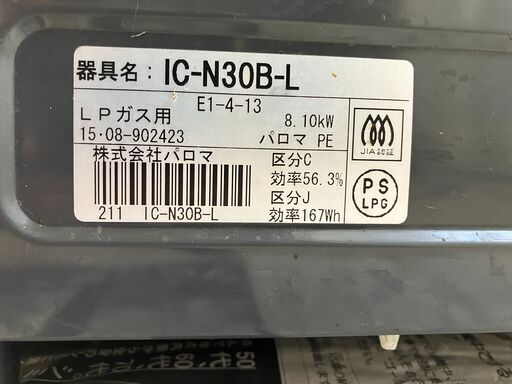 器具名： IC-N30B-L
E1-4-13
LPガス用 8.10kW
15・08-902423 パロマ PE
株式会社パロマ 区分C
効率56.3%
区分J
211 IC-N30B-L 効率167Wh
JIA認証
PS
LPG